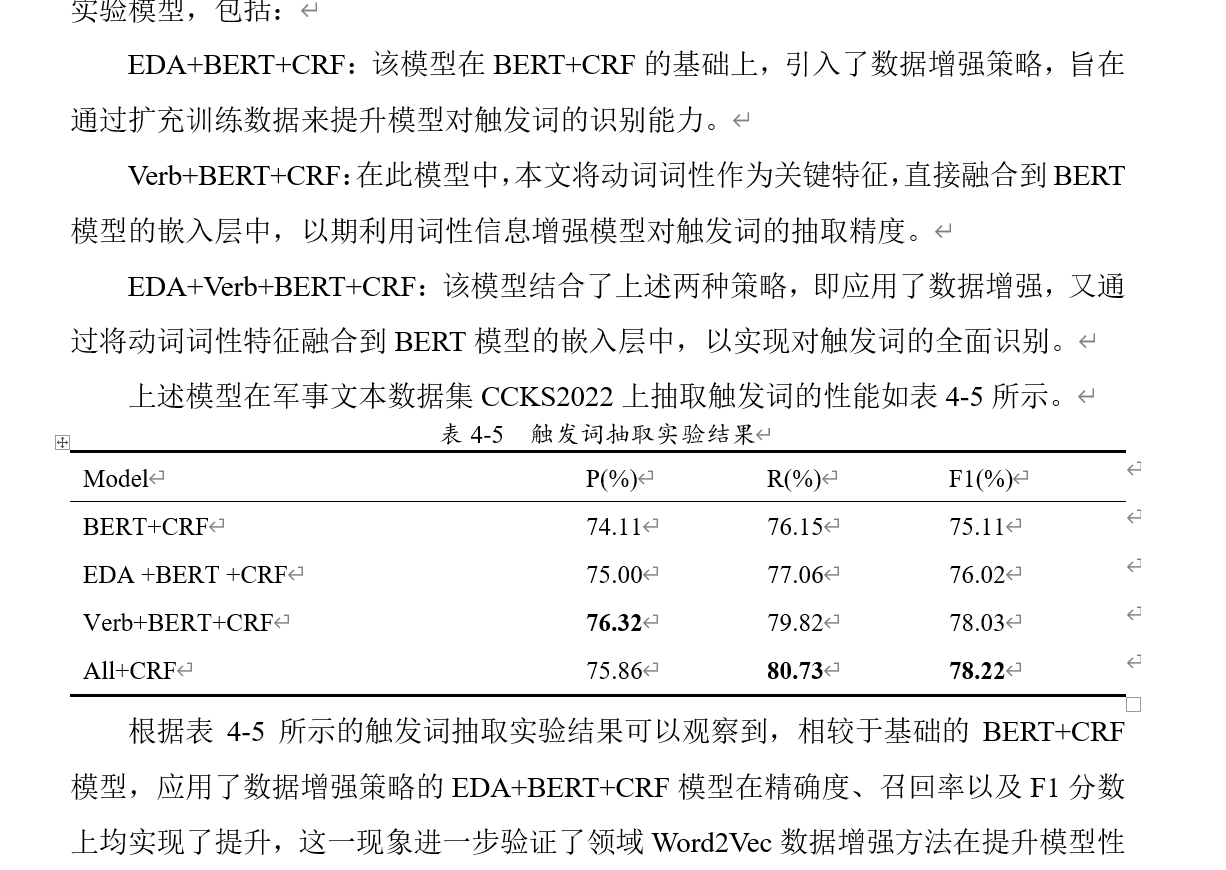 实验模型，包括：
EDA+BERT+CRF：该模型在 BERT+CRF 的基础上，引入了数据增强策略，旨在
通过扩充训练数据来提升模型对触发词的识别能力。
Verb+BERT+CRF：在此模型中，本文将动词词性作为关键特征，直接融合到 BERT
模型的嵌入层中，以期利用词性信息增强模型对触发词的抽取精度。
EDA+Verb+BERT+CRF：该模型结合了上述两种策略，即应用了数据增强，又通
过将动词词性特征融合到 BERT 模型的嵌入层中，以实现对触发词的全面识别。
上述模型在军事文本数据集 CCKS2022 上抽取触发词的性能如表 4-5 所示。
表 4-5 触发词抽取实验结果
Model P(%) R(%) F1(%)
BERT+CRF 74.11 76.15 75.11
EDA +BERT +CRF 75.00 77.06 76.02
Verb+BERT+CRF 76.32 79.82 78.03
All+CRF 75.86 80.73 78.22
根据表 4-5 所示的触发词抽取实验结果可以观察到，相较于基础的 BERT+CRF
模型，应用了数据增强策略的 EDA+BERT+CRF 模型在精确度、召回率以及 F1 分数
上均实现了提升，这一现象进一步验证了领域 Word2Vec 数据增强方法在提升模型性